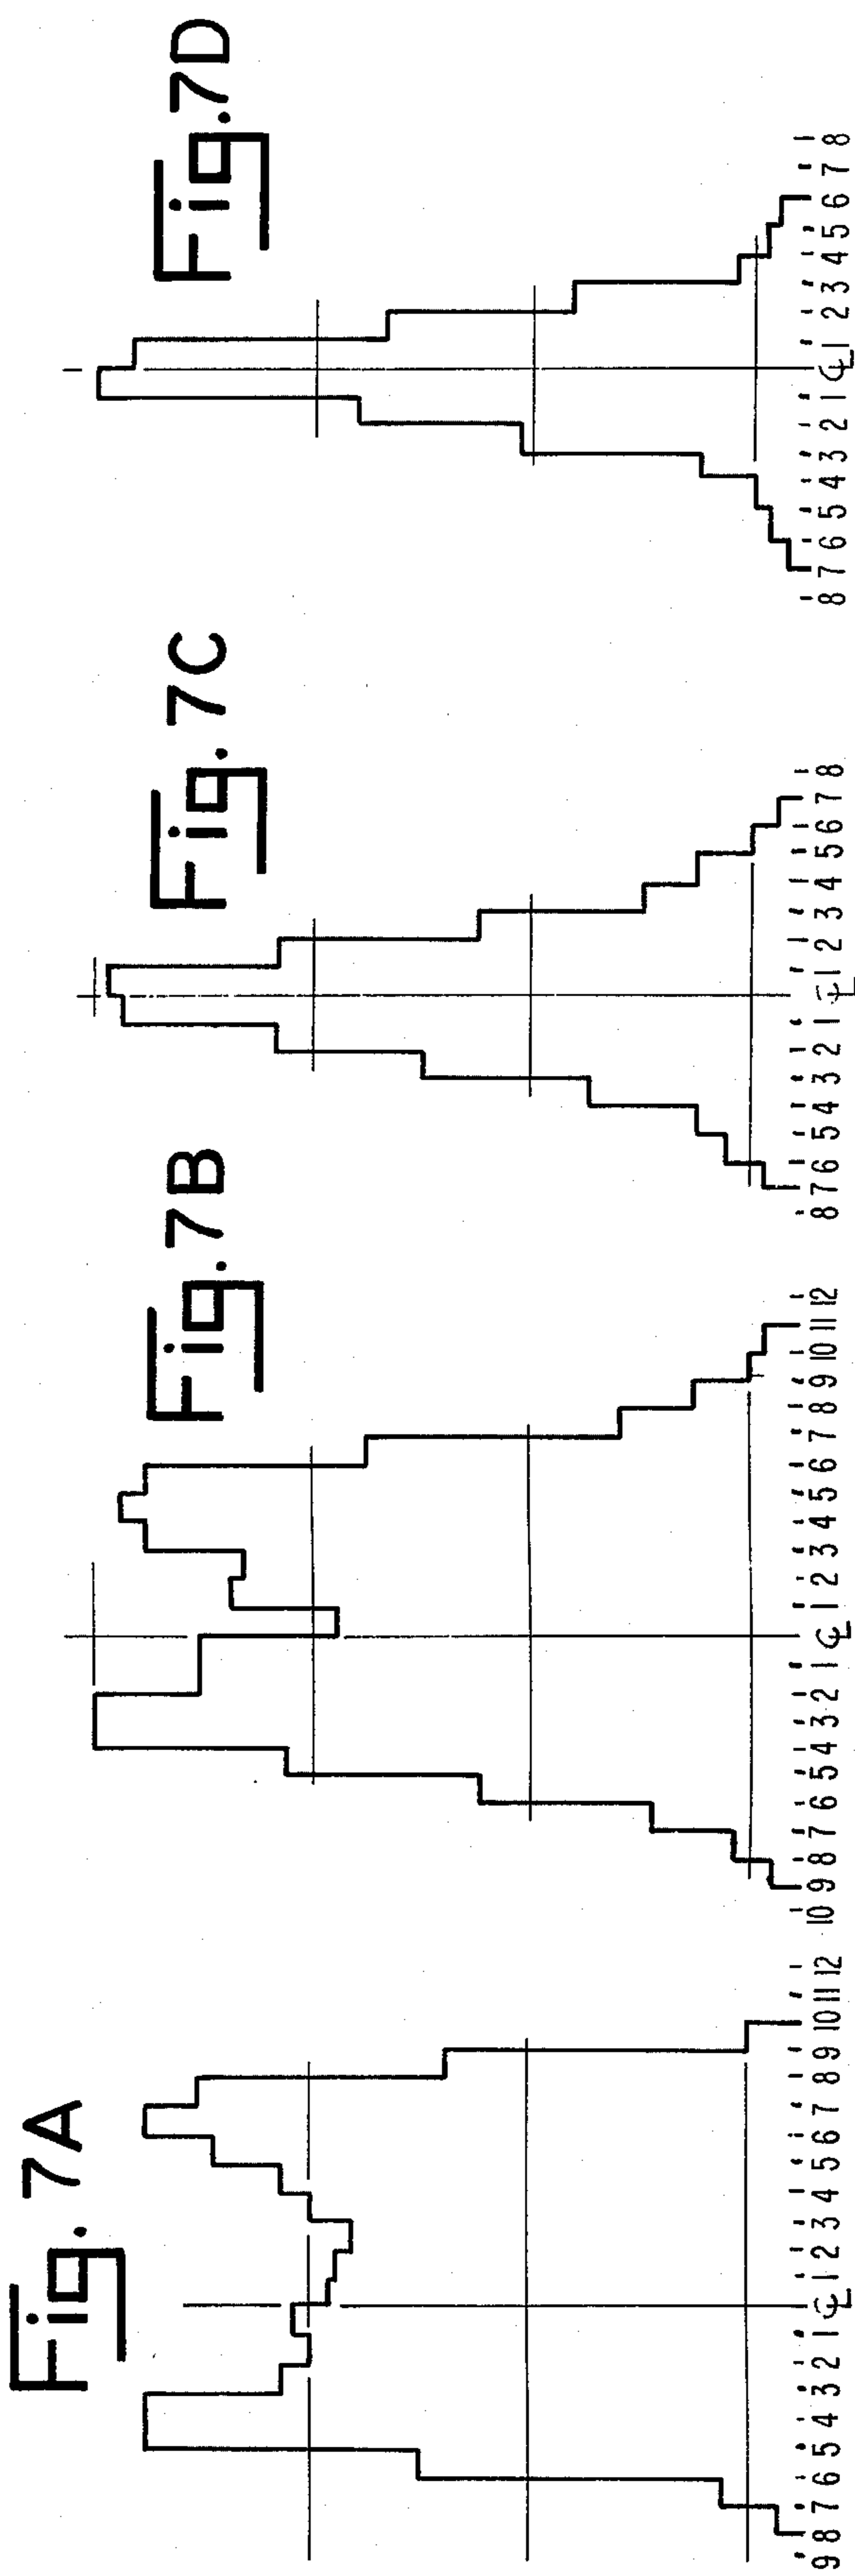 Fig. 7A
9 8 7 6 5 4 3 2 1 ℄ 1 2 3 4 5 6 7 8 9 10 11 12
Fig. 7B
10 9 8 7 6 5 4 3 2 1 ℄ 1 2 3 4 5 6 7 8 9 10 11 12
Fig. 7C
8 7 6 5 4 3 2 1 ℄ 1 2 3 4 5 6 7 8
Fig. 7D
8 7 6 5 4 3 2 1 ℄ 1 2 3 4 5 6 7 8